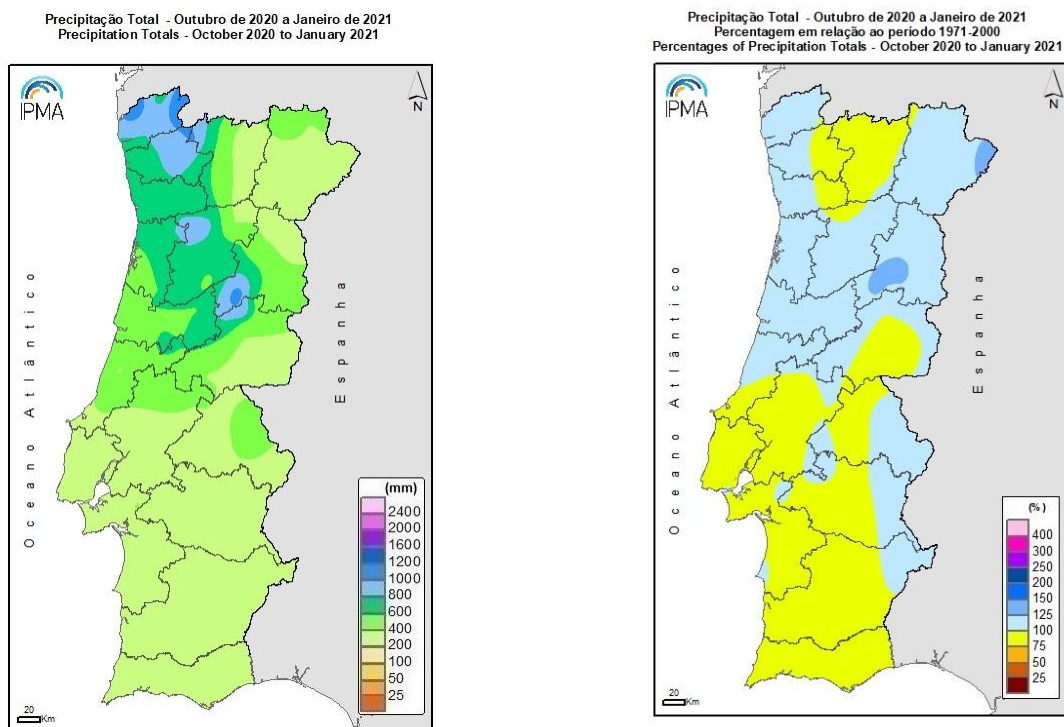 Precipitação Total - Outubro de 2020 a Janeiro de 2021
Precipitation Totals - October 2020 to January 2021
IPMA
N
Oceano Atlântico
Espanha
(mm)
2400
2000
1600
1200
1000
800
600
400
200
100
50
25
20
Km
Precipitação Total - Outubro de 2020 a Janeiro de 2021
Percentagem em relação ao período 1971-2000
Percentages of Precipitation Totals - October 2020 to January 2021
IPMA
N
Oceano Atlântico
Espanha
(%)
400
300
250
200
150
125
100
75
50
25
20
Km